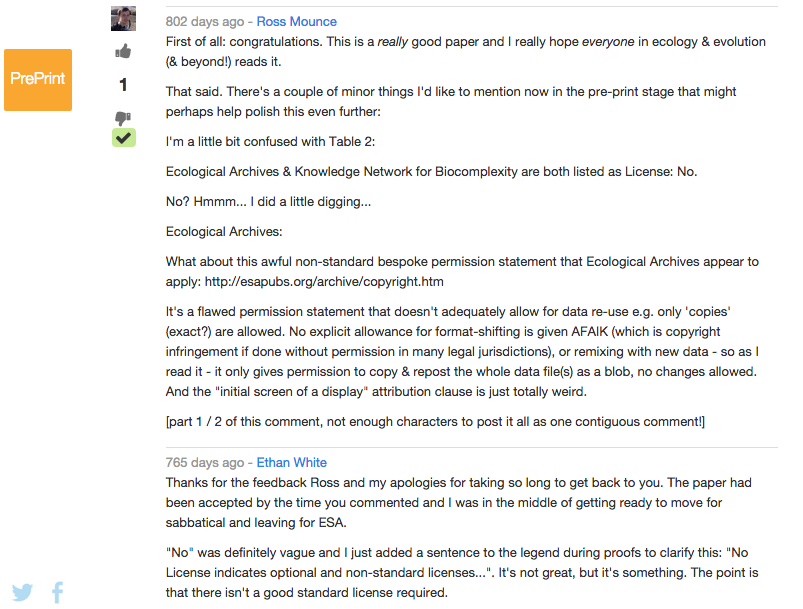 802 days ago - Ross Mounce
First of all: congratulations. This is a really good paper and I really hope everyone in ecology & evolution
(& beyond!) reads it.
PrePrint
1
That said. There's a couple of minor things I'd like to mention now in the pre-print stage that might
perhaps help polish this even further:
I'm a little bit confused with Table 2:
Ecological Archives & Knowledge Network for Biocomplexity are both listed as License: No.
No? Hmmm... I did a little digging...
Ecological Archives:
What about this awful non-standard bespoke permission statement that Ecological Archives appear to
apply: http://esapubs.org/archive/copyright.htm
It's a flawed permission statement that doesn't adequately allow for data re-use e.g. only 'copies'
(exact?) are allowed. No explicit allowance for format-shifting is given AFAIK (which is copyright
infringement if done without permission in many legal jurisdictions), or remixing with new data - so as I
read it - it only gives permission to copy & repost the whole data file(s) as a blob, no changes allowed.
And the "initial screen of a display" attribution clause is just totally weird.
[part 1 / 2 of this comment, not enough characters to post it all as one contiguous comment!]
765 days ago - Ethan White
Thanks for the feedback Ross and my apologies for taking so long to get back to you. The paper had
been accepted by the time you commented and I was in the middle of getting ready to move for
sabbatical and leaving for ESA.
"No" was definitely vague and I just added a sentence to the legend during proofs to clarify this: "No
License indicates optional and non-standard licenses...". It's not great, but it's something. The point is
that there isn't a good standard license required.